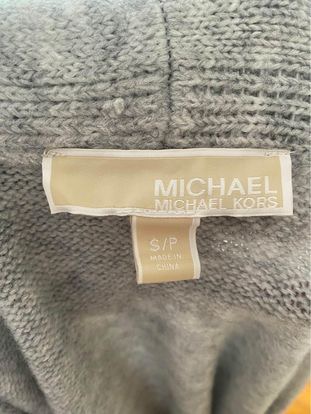 MICHAEL
MICHAEL KORS
S/P
MADE IN
CHINA